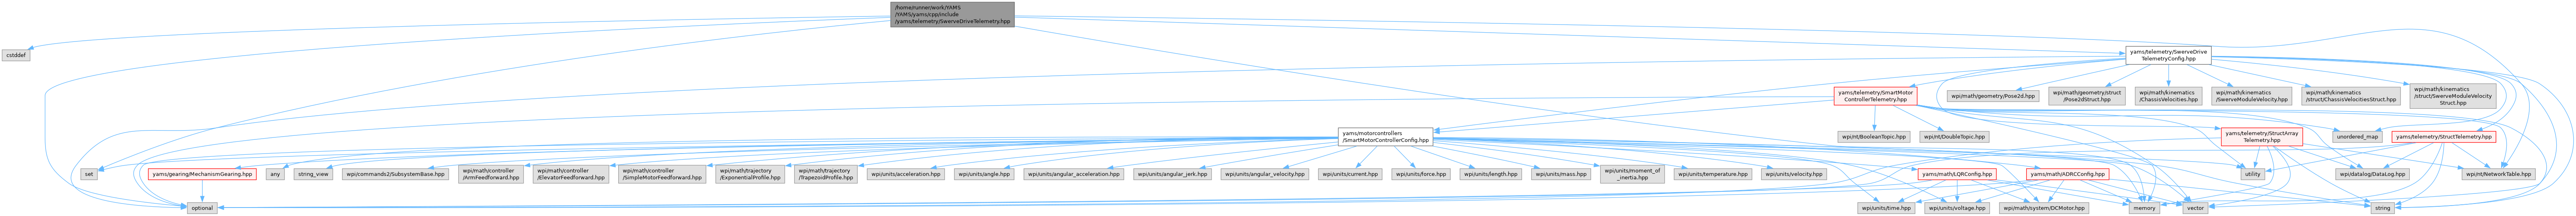 /home/runner/work/YAMS
/YAMS/yams/cpp/include
/yams/telemetry/SwerveDriveTelemetry.hpp
cstddef
yams/telemetry/SwerveDrive
TelemetryConfig.hpp
yams/telemetry/SmartMotor
ControllerTelemetry.hpp
wpi/math/geometry/Pose2d.hpp
wpi/math/geometry/struct
/Pose2dStruct.hpp
wpi/math/kinematics
/ChassisVelocities.hpp
wpi/math/kinematics
/SwerveModuleVelocity.hpp
wpi/math/kinematics
/struct/ChassisVelocitiesStruct.hpp
wpi/math/kinematics
/struct/SwerveModuleVelocity
Struct.hpp
yams/motorcontrollers
/SmartMotorControllerConfig.hpp
wpi/nt/BooleanTopic.hpp
wpi/nt/DoubleTopic.hpp
yams/telemetry/StructArray
Telemetry.hpp
unordered_map
yams/telemetry/StructTelemetry.hpp
set
yams/gearing/MechanismGearing.hpp
any
string_view
wpi/commands2/SubsystemBase.hpp
wpi/math/controller
/ArmFeedforward.hpp
wpi/math/controller
/ElevatorFeedforward.hpp
wpi/math/controller
/SimpleMotorFeedforward.hpp
wpi/math/trajectory
/ExponentialProfile.hpp
wpi/math/trajectory
/TrapezoidProfile.hpp
wpi/units/acceleration.hpp
wpi/units/angle.hpp
wpi/units/angular_acceleration.hpp
wpi/units/angular_jerk.hpp
wpi/units/angular_velocity.hpp
wpi/units/current.hpp
wpi/units/force.hpp
wpi/units/length.hpp
wpi/units/mass.hpp
wpi/units/moment_of
_inertia.hpp
wpi/units/temperature.hpp
wpi/units/velocity.hpp
yams/math/LQRConfig.hpp
yams/math/ADRCConfig.hpp
utility
wpi/datalog/DataLog.hpp
wpi/nt/NetworkTable.hpp
optional
wpi/units/time.hpp
wpi/units/voltage.hpp
wpi/math/system/DCMotor.hpp
memory
vector
string